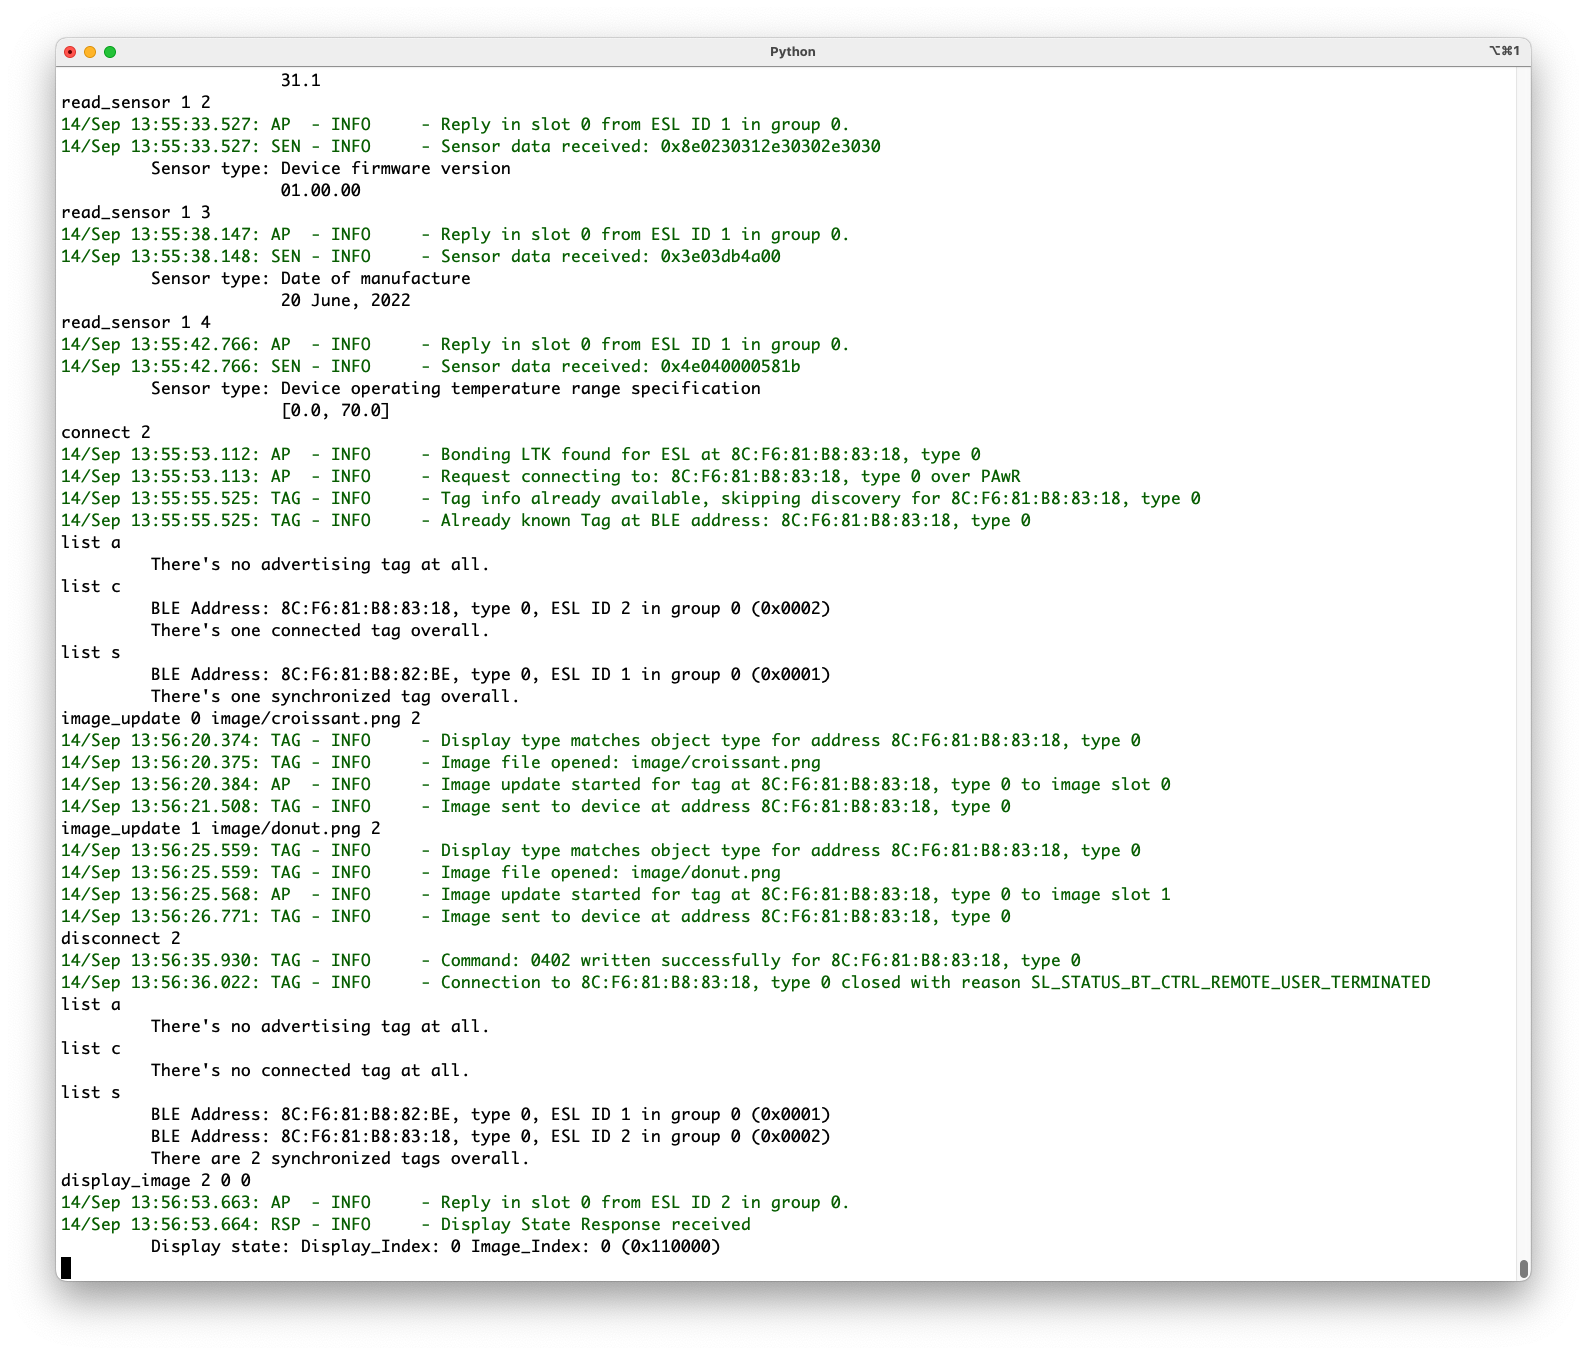 Python
⌥⌘1
31.1
read_sensor 1 2
14/Sep 13:55:33.527: AP  - INFO     - Reply in slot 0 from ESL ID 1 in group 0.
14/Sep 13:55:33.527: SEN - INFO     - Sensor data received: 0x8e0230312e30302e3030
Sensor type: Device firmware version
01.00.00
read_sensor 1 3
14/Sep 13:55:38.147: AP  - INFO     - Reply in slot 0 from ESL ID 1 in group 0.
14/Sep 13:55:38.148: SEN - INFO     - Sensor data received: 0x3e03db4a00
Sensor type: Date of manufacture
20 June, 2022
read_sensor 1 4
14/Sep 13:55:42.766: AP  - INFO     - Reply in slot 0 from ESL ID 1 in group 0.
14/Sep 13:55:42.766: SEN - INFO     - Sensor data received: 0x4e040000581b
Sensor type: Device operating temperature range specification
[0.0, 70.0]
connect 2
14/Sep 13:55:53.112: AP  - INFO     - Bonding LTK found for ESL at 8C:F6:81:B8:83:18, type 0
14/Sep 13:55:53.113: AP  - INFO     - Request connecting to: 8C:F6:81:B8:83:18, type 0 over PAwR
14/Sep 13:55:55.525: TAG - INFO     - Tag info already available, skipping discovery for 8C:F6:81:B8:83:18, type 0
14/Sep 13:55:55.525: TAG - INFO     - Already known Tag at BLE address: 8C:F6:81:B8:83:18, type 0
list a
There's no advertising tag at all.
list c
BLE Address: 8C:F6:81:B8:83:18, type 0, ESL ID 2 in group 0 (0x0002)
There's one connected tag overall.
list s
BLE Address: 8C:F6:81:B8:82:BE, type 0, ESL ID 1 in group 0 (0x0001)
There's one synchronized tag overall.
image_update 0 image/croissant.png 2
14/Sep 13:56:20.374: TAG - INFO     - Display type matches object type for address 8C:F6:81:B8:83:18, type 0
14/Sep 13:56:20.375: TAG - INFO     - Image file opened: image/croissant.png
14/Sep 13:56:20.384: AP  - INFO     - Image update started for tag at 8C:F6:81:B8:83:18, type 0 to image slot 0
14/Sep 13:56:21.508: TAG - INFO     - Image sent to device at address 8C:F6:81:B8:83:18, type 0
image_update 1 image/donut.png 2
14/Sep 13:56:25.559: TAG - INFO     - Display type matches object type for address 8C:F6:81:B8:83:18, type 0
14/Sep 13:56:25.559: TAG - INFO     - Image file opened: image/donut.png
14/Sep 13:56:25.568: AP  - INFO     - Image update started for tag at 8C:F6:81:B8:83:18, type 0 to image slot 1
14/Sep 13:56:26.771: TAG - INFO     - Image sent to device at address 8C:F6:81:B8:83:18, type 0
disconnect 2
14/Sep 13:56:35.930: TAG - INFO     - Command: 0402 written successfully for 8C:F6:81:B8:83:18, type 0
14/Sep 13:56:36.022: TAG - INFO     - Connection to 8C:F6:81:B8:83:18, type 0 closed with reason SL_STATUS_BT_CTRL_REMOTE_USER_TERMINATED
list a
There's no advertising tag at all.
list c
There's no connected tag at all.
list s
BLE Address: 8C:F6:81:B8:82:BE, type 0, ESL ID 1 in group 0 (0x0001)
BLE Address: 8C:F6:81:B8:83:18, type 0, ESL ID 2 in group 0 (0x0002)
There are 2 synchronized tags overall.
display_image 2 0 0
14/Sep 13:56:53.663: AP  - INFO     - Reply in slot 0 from ESL ID 2 in group 0.
14/Sep 13:56:53.664: RSP - INFO     - Display State Response received
Display state: Display_Index: 0 Image_Index: 0 (0x110000)